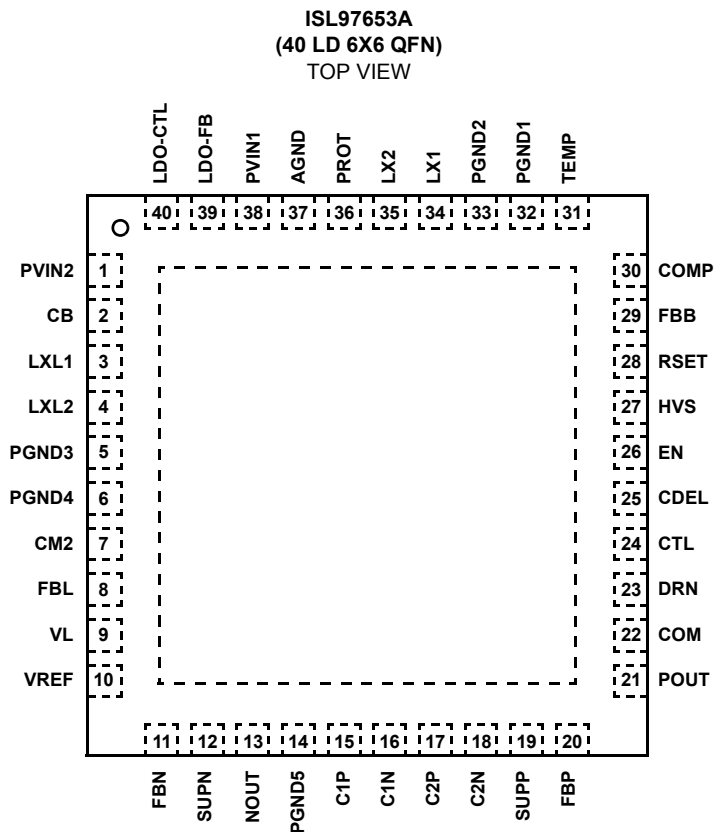 ISL97653A
(40 LD 6X6 QFN)
TOP VIEW
LDO-CTL
LDO-FB
PVIN1
AGND
PROT
LX2
LX1
PGND2
PGND1
TEMP
40 39 38 37 36 35 34 33 32 31
PVIN2 1
CB 2
LXL1 3
LXL2 4
PGND3 5
PGND4 6
CM2 7
FBL 8
VL 9
VREF 10
30 COMP
29 FBB
28 RSET
27 HVS
26 EN
25 CDEL
24 CTL
23 DRN
22 COM
21 POUT
11 12 13 14 15 16 17 18 19 20
FBN
SUPN
NOUT
PGND5
C1P
C1N
C2P
C2N
SUPP
FBP